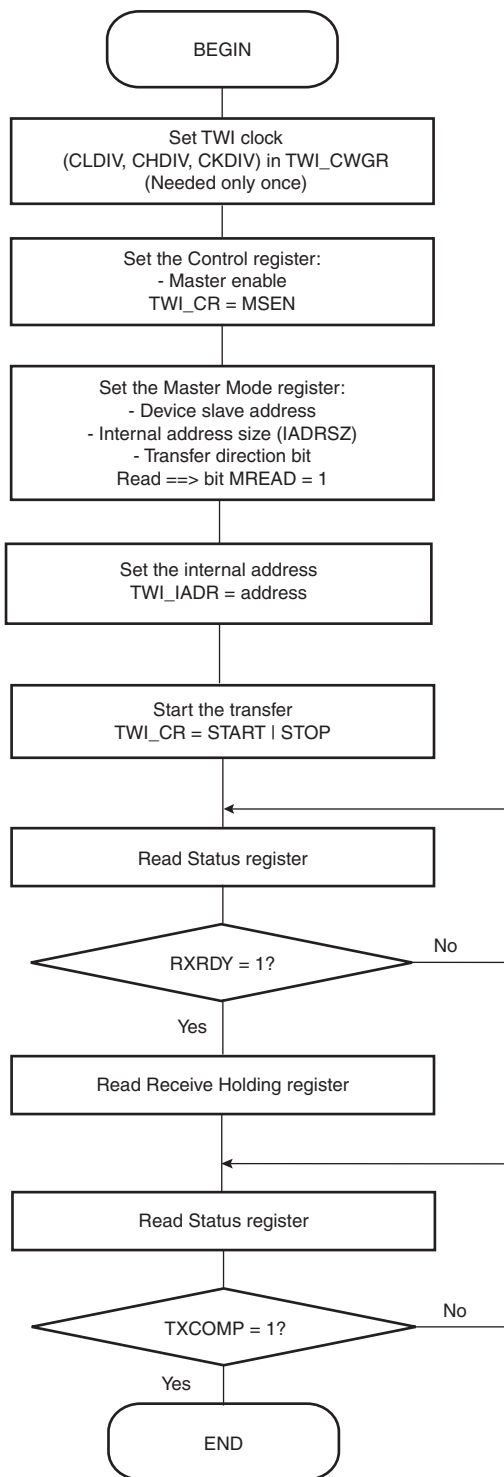 BEGIN
Set TWI clock
(CLDIV, CHDIV, CKDIV) in TWI_CWGR
(Needed only once)
Set the Control register:
- Master enable
TWI_CR = MSEN
Set the Master Mode register:
- Device slave address
- Internal address size (IADRSZ)
- Transfer direction bit
Read ==> bit MREAD = 1
Set the internal address
TWI_IADR = address
Start the transfer
TWI_CR = START | STOP
Read Status register
RXRDY = 1?
No
Yes
Read Receive Holding register
Read Status register
TXCOMP = 1?
No
Yes
END